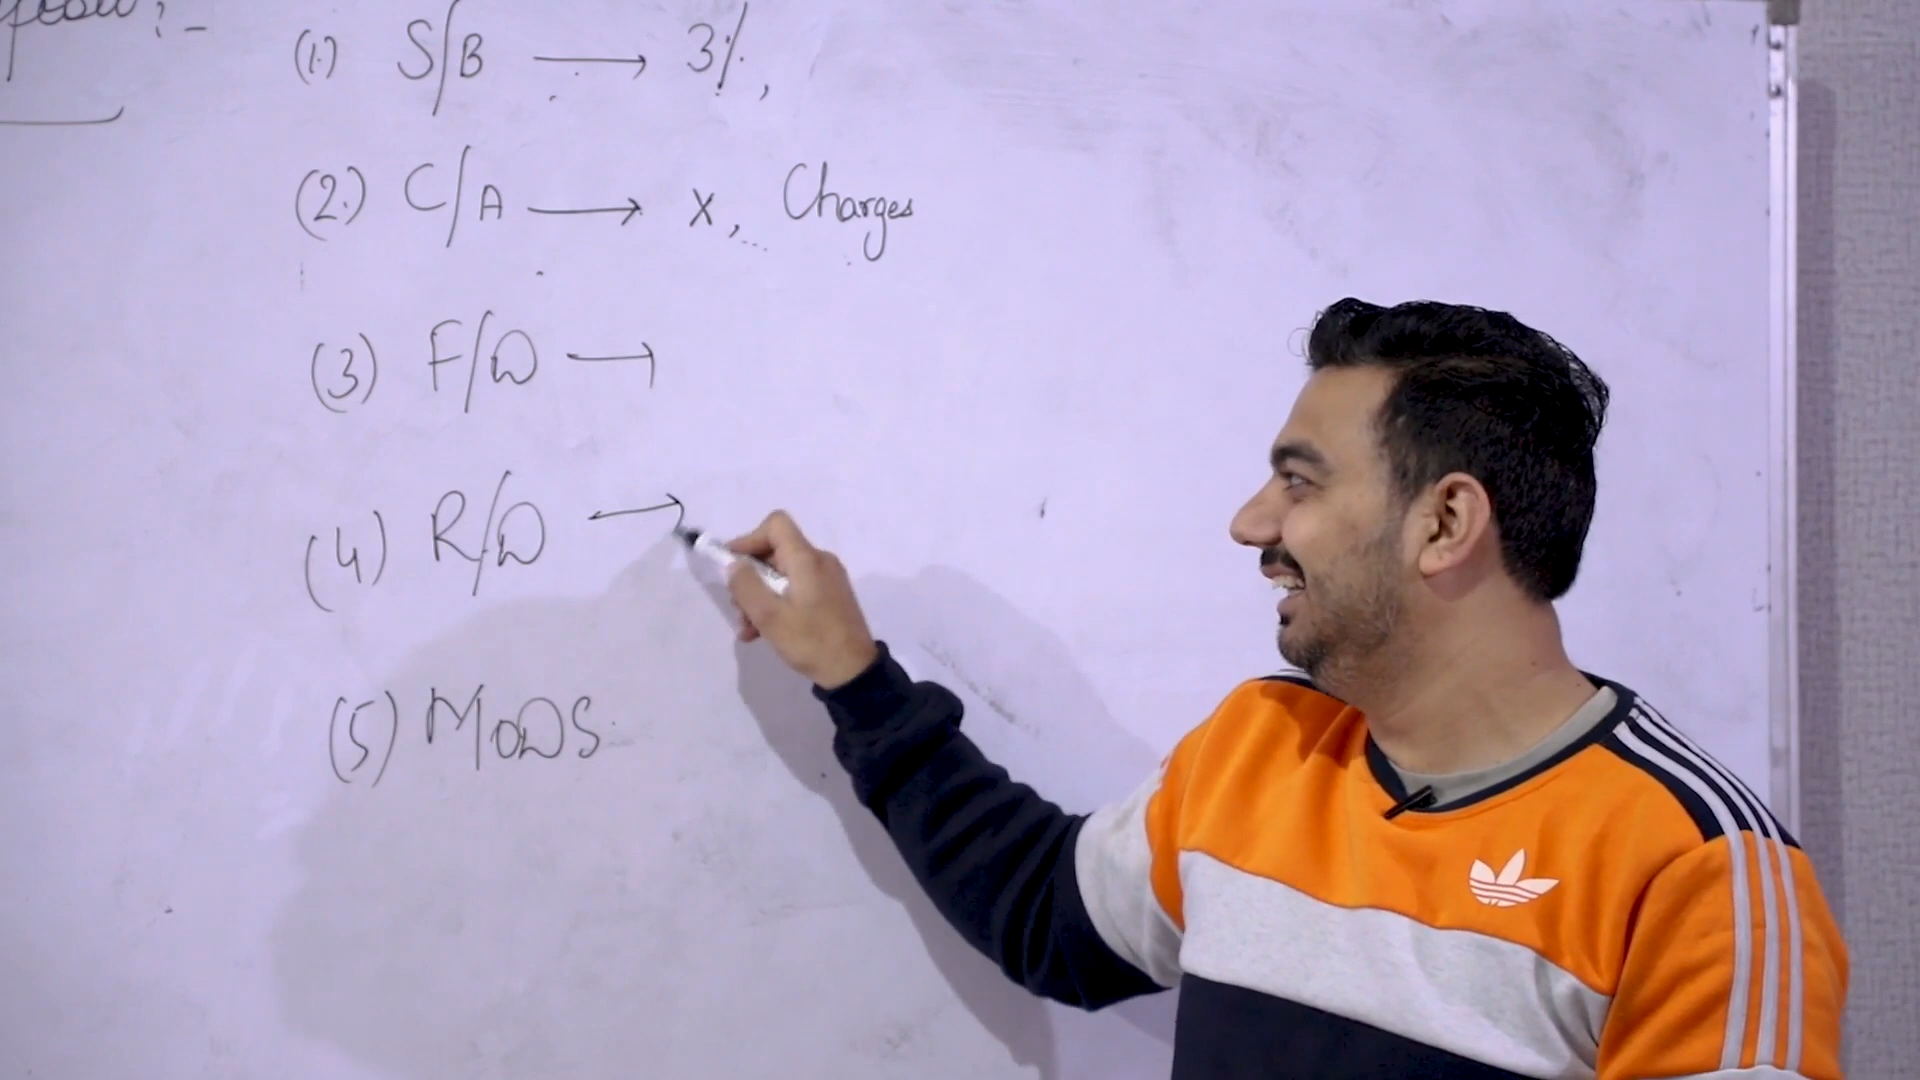 (1.) S/B → 3%,
(2.) C/A → x, Charges
(3) F/D →
(4) R/D →
(5) MODS